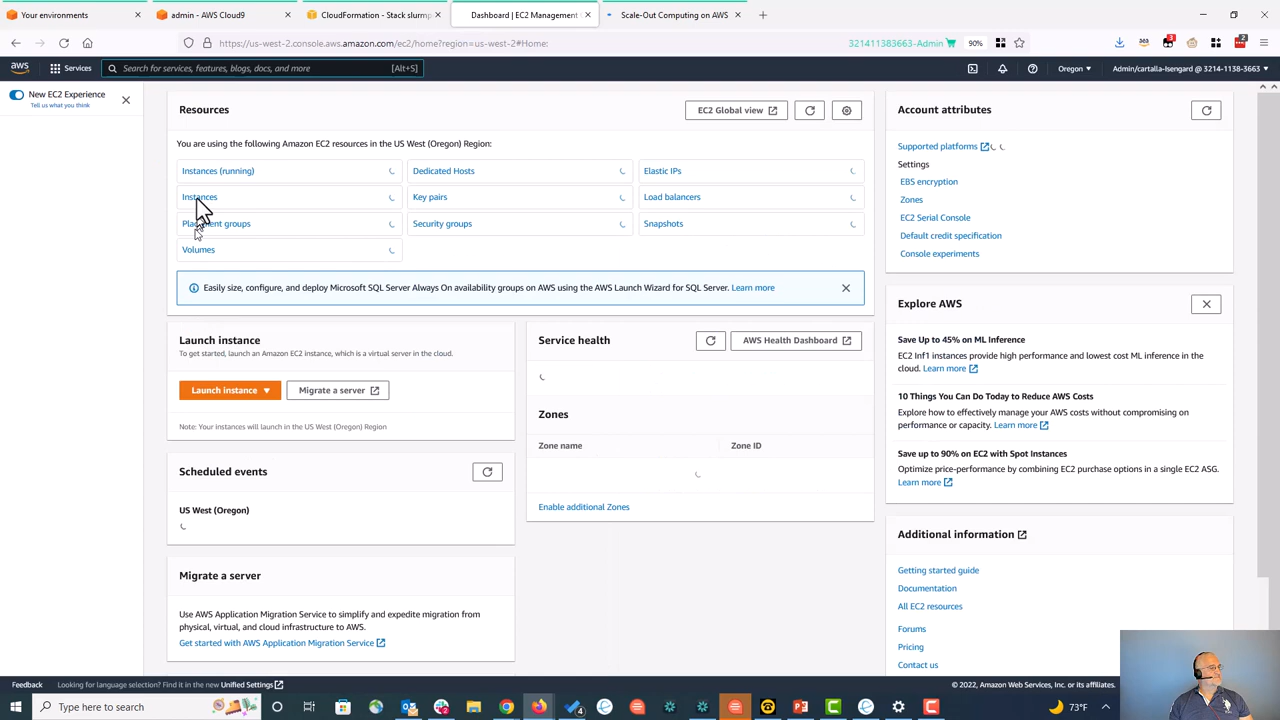 Your environments
admin - AWS Cloud9
CloudFormation - Stack slurmp
Dashboard | EC2 Management
Scale-Out Computing on AWS
https://us-west-2.console.aws.amazon.com/ec2/home?region=us-west-2#Home:
321411383663-Admin
90%
3
2
aws
Services
Search for services, features, blogs, docs, and more
[Alt+S]
Oregon
Admin/cartalla-Isengard @ 3214-1138-3663
New EC2 Experience
Tell us what you think
Resources
EC2 Global view
You are using the following Amazon EC2 resources in the US West (Oregon) Region:
Instances (running)
Dedicated Hosts
Elastic IPs
Instances
Key pairs
Load balancers
Placement groups
Security groups
Snapshots
Volumes
Easily size, configure, and deploy Microsoft SQL Server Always On availability groups on AWS using the AWS Launch Wizard for SQL Server. Learn more
Launch instance
To get started, launch an Amazon EC2 instance, which is a virtual server in the cloud.
Launch instance
Migrate a server
Note: Your instances will launch in the US West (Oregon) Region
Scheduled events
US West (Oregon)
Migrate a server
Use AWS Application Migration Service to simplify and expedite migration from
physical, virtual, and cloud infrastructure to AWS.
Get started with AWS Application Migration Service
Service health
AWS Health Dashboard
Zones
Zone name
Zone ID
Enable additional Zones
Account attributes
Supported platforms
Settings
EBS encryption
Zones
EC2 Serial Console
Default credit specification
Console experiments
Explore AWS
Save Up to 45% on ML Inference
EC2 Inf1 instances provide high performance and lowest cost ML inference in the
cloud. Learn more
10 Things You Can Do Today to Reduce AWS Costs
Explore how to effectively manage your AWS costs without compromising on
performance or capacity. Learn more
Save up to 90% on EC2 with Spot Instances
Optimize price-performance by combining EC2 purchase options in a single EC2 ASG.
Learn more
Additional information
Getting started guide
Documentation
All EC2 resources
Forums
Pricing
Contact us
Feedback
Looking for language selection? Find it in the new Unified Settings
© 2022, Amazon Web Services, Inc. or its affiliates.
Type here to search
73°F